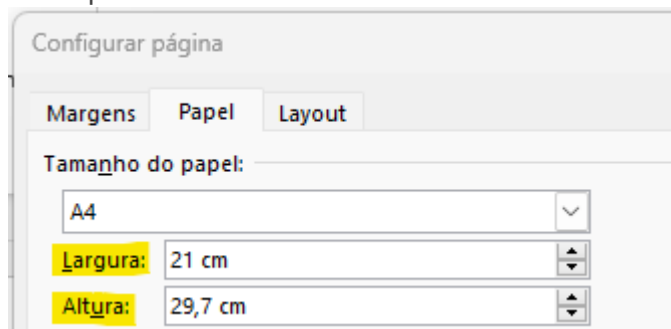 Configurar página
Margens Papel Layout
Tamanho do papel:
A4
Largura: 21 cm
Altura: 29,7 cm